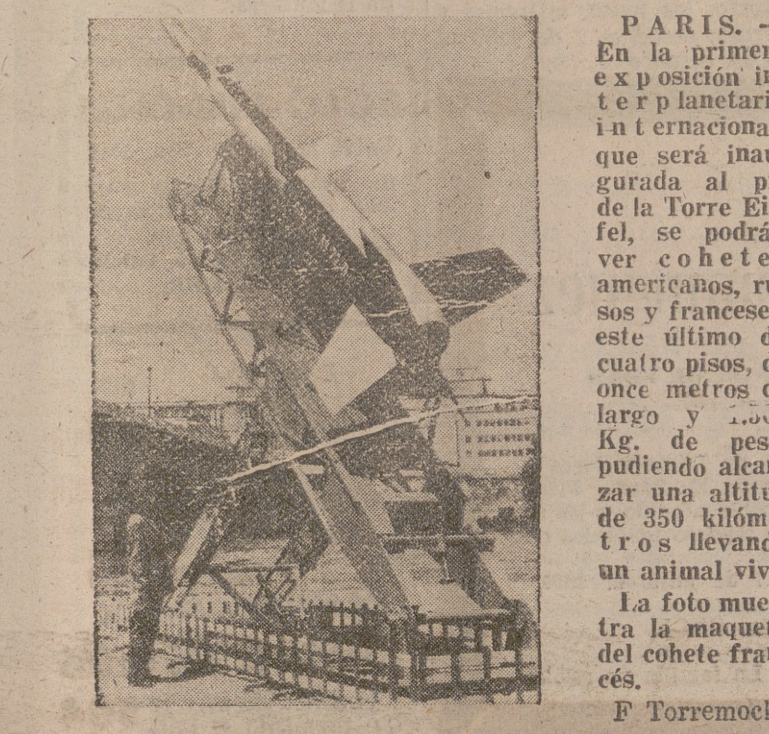 PARIS. -
En la primer
exposición in
terplanetari
internaciona
que será inau
gurada al p
de la Torre Ei
fel, se podrá
ver cohete
americanos, ru
sos y francese
este último d
cuatro pisos, d
once metros d
largo y
Kg. de pes
pudiendo alcan
zar una altitu
de 350 kilóm
tros llevand
un animal viv
La foto mues
tra la maquet
del cohete fran
cés.
F Torremoch